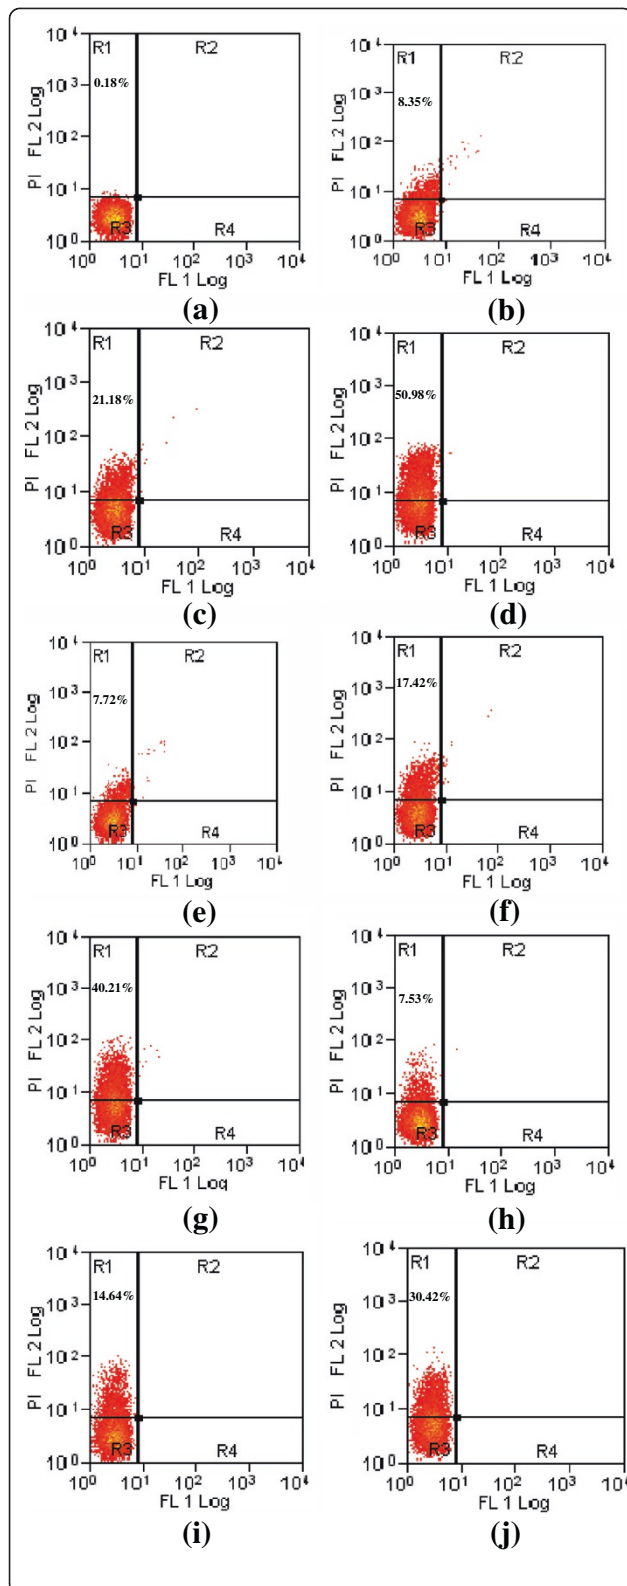 R1 R2
0.18%
PI FL 2 Log
10⁴
10³
10²
10¹
10⁰
R3 R4
10⁰ 10¹ 10² 10³ 10⁴
FL 1 Log
(a)
R1 R2
8.35%
PI FL 2 Log
10⁴
10³
10²
10¹
10⁰
R3 R4
10⁰ 10¹ 10² 10³ 10⁴
FL 1 Log
(b)
R1 R2
21.18%
PI FL 2 Log
10⁴
10³
10²
10¹
10⁰
R3 R4
10⁰ 10¹ 10² 10³ 10⁴
FL 1 Log
(c)
R1 R2
50.98%
PI FL 2 Log
10⁴
10³
10²
10¹
10⁰
R3 R4
10⁰ 10¹ 10² 10³ 10⁴
FL 1 Log
(d)
R1 R2
7.72%
PI FL 2 Log
10⁴
10³
10²
10¹
10⁰
R3 R4
10⁰ 10¹ 10² 10³ 10⁴
FL 1 Log
(e)
R1 R2
17.42%
PI FL 2 Log
10⁴
10³
10²
10¹
10⁰
R3 R4
10⁰ 10¹ 10² 10³ 10⁴
FL 1 Log
(f)
R1 R2
40.21%
PI FL 2 Log
10⁴
10³
10²
10¹
10⁰
R3 R4
10⁰ 10¹ 10² 10³ 10⁴
FL 1 Log
(g)
R1 R2
7.53%
PI FL 2 Log
10⁴
10³
10²
10¹
10⁰
R3 R4
10⁰ 10¹ 10² 10³ 10⁴
FL 1 Log
(h)
R1 R2
14.64%
PI FL 2 Log
10⁴
10³
10²
10¹
10⁰
R3 R4
10⁰ 10¹ 10² 10³ 10⁴
FL 1 Log
(i)
R1 R2
30.42%
PI FL 2 Log
10⁴
10³
10²
10¹
10⁰
R3 R4
10⁰ 10¹ 10² 10³ 10⁴
FL 1 Log
(j)